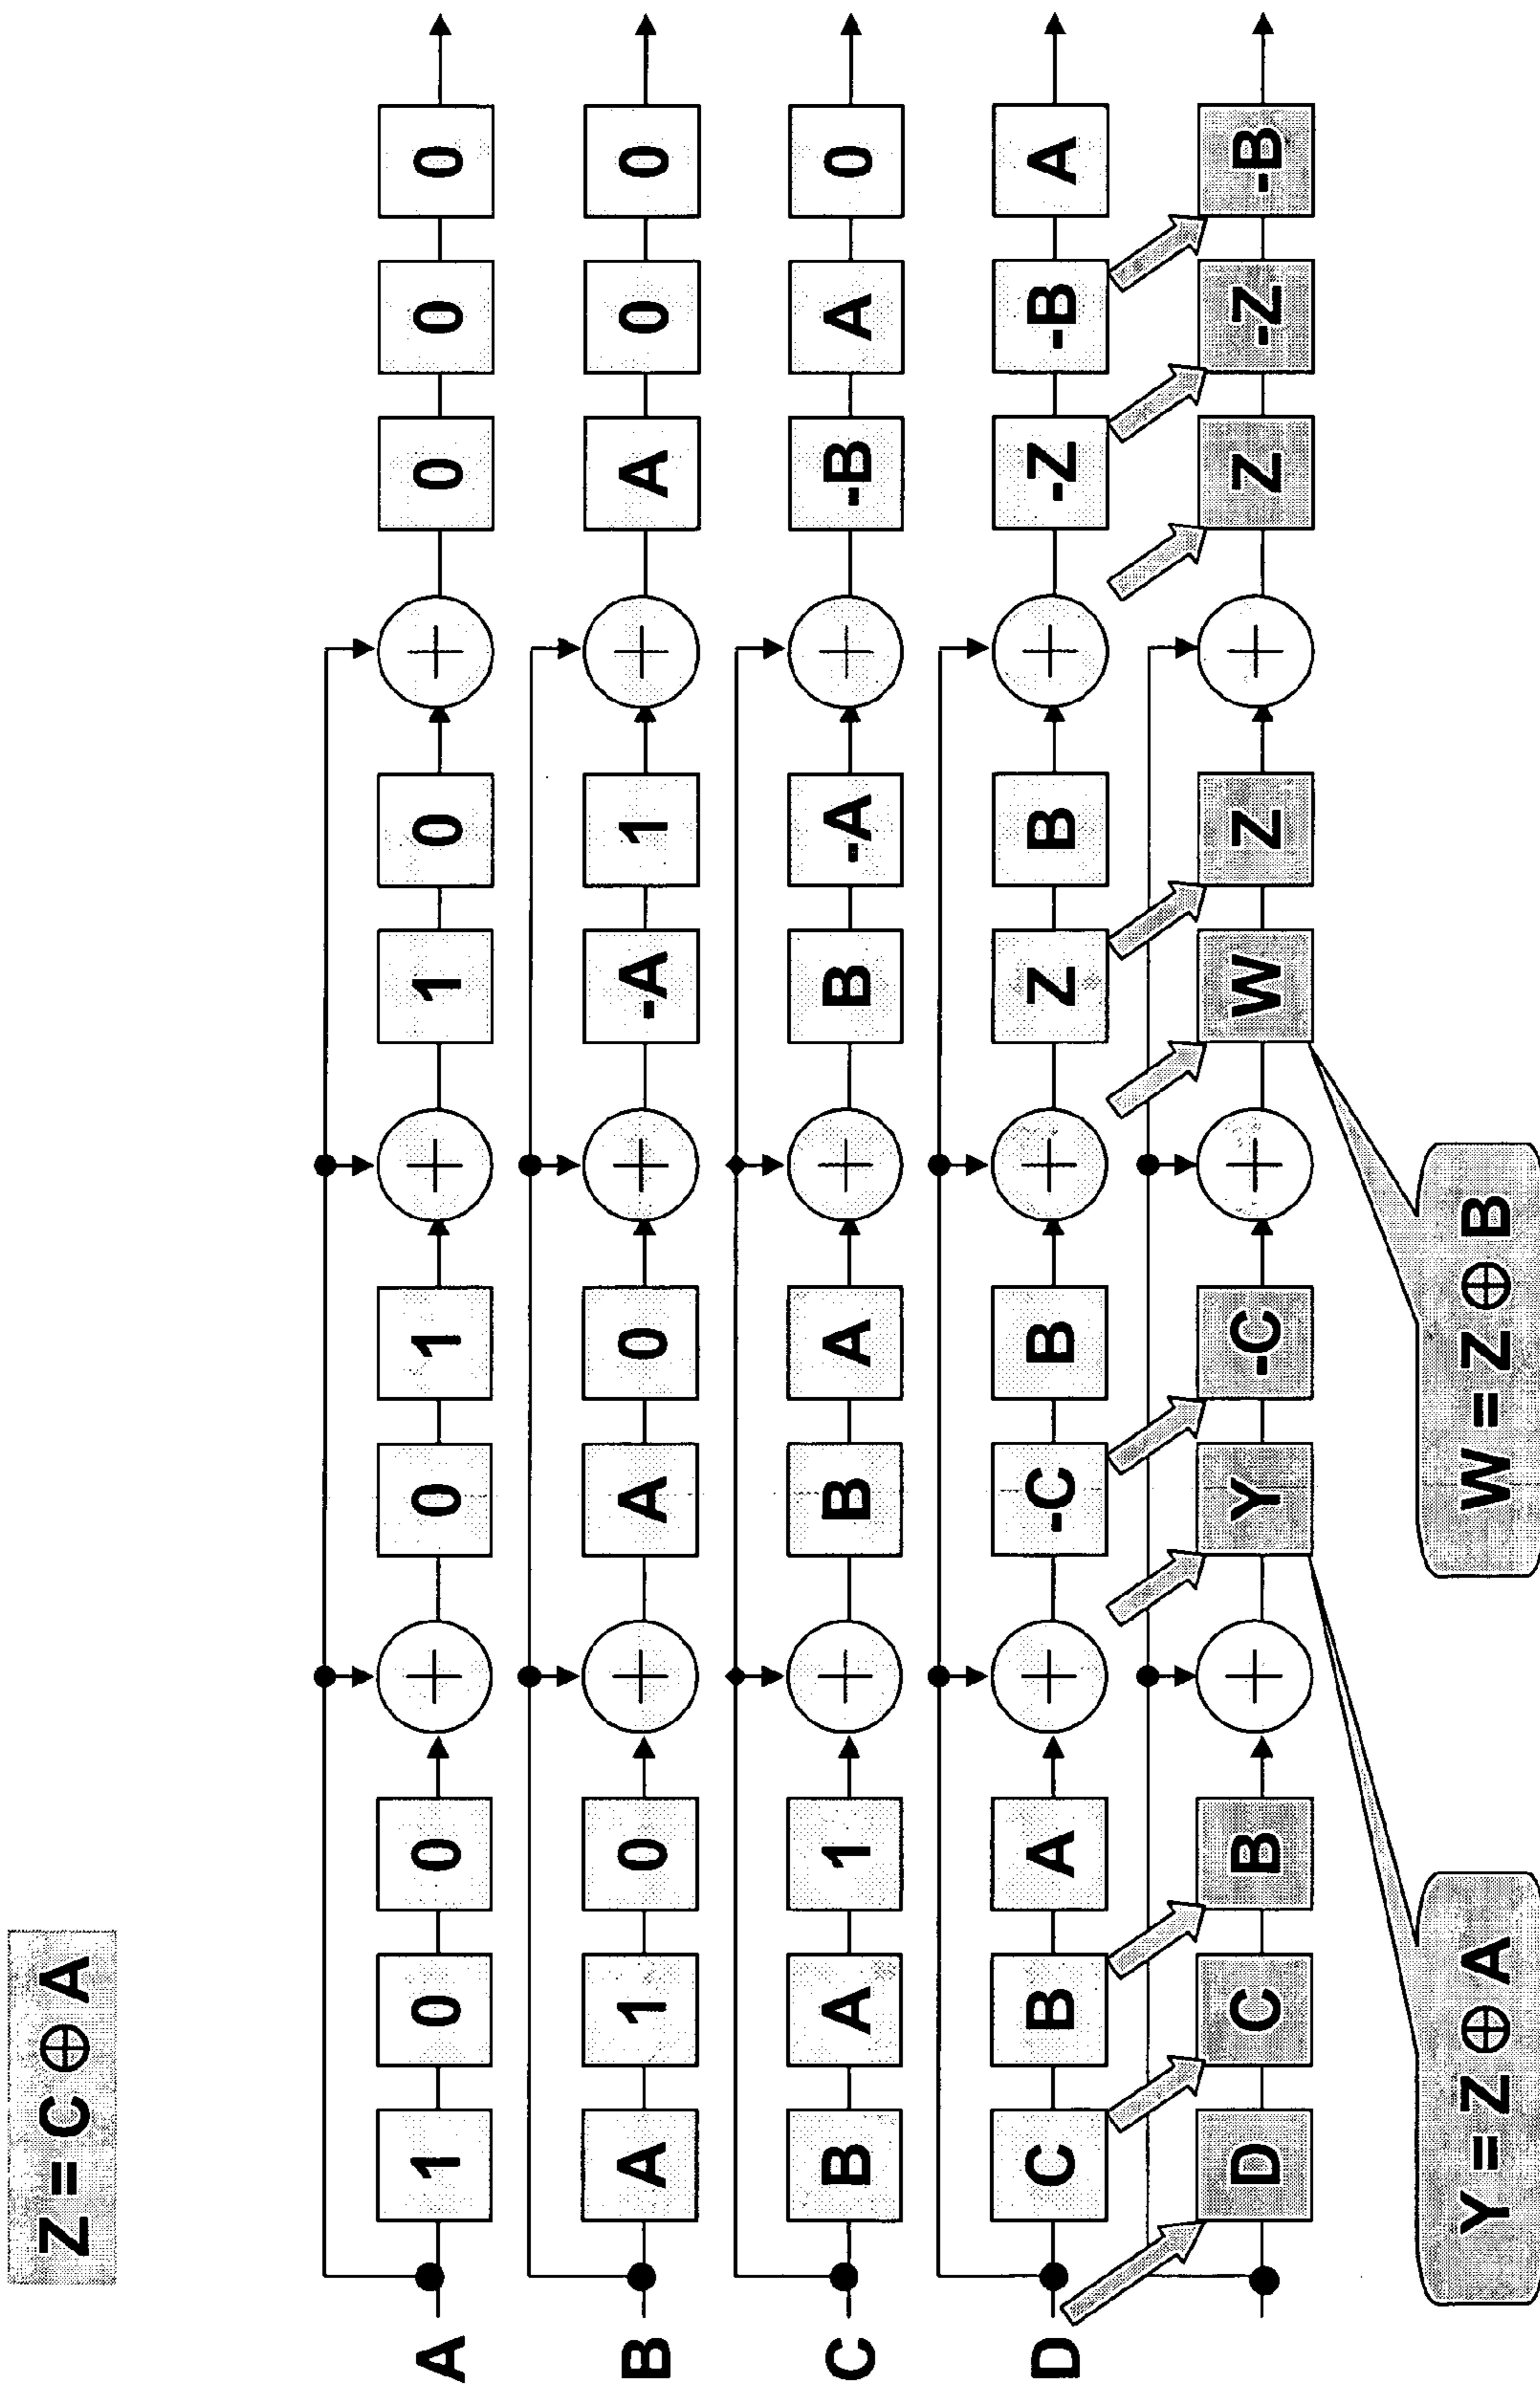 Z = C ⊕ A
A 1 0 0 + 0 1 + 1 0 + 0 0 0
B A 1 0 + A 0 + -A 1 + A 0 0
C B A 1 + B A + B -A + -B A 0
D C B A + -C B + Z B + -Z -B A
D C B + Y -C + W Z + Z -Z -B
Y = Z ⊕ A
W = Z ⊕ B